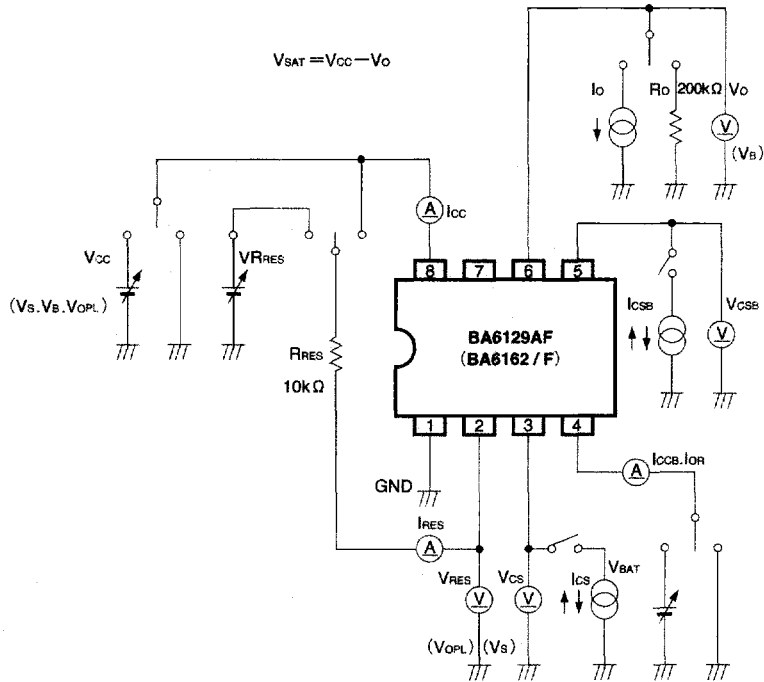 VSAT=VCC−VO
IO
RO 200kΩ VO
V
(VB)
A ICC
VCC
VRRES
(VS.VB.VOPL)
8 7 6 5
ICSB
VCSB
V
BA6129AF
(BA6162 / F)
RRES
10kΩ
1 2 3 4
GND
ICCB.IOR
A
IRES
A
VRES
VCS
ICS
VBAT
V
V
(VOPL) (VS)